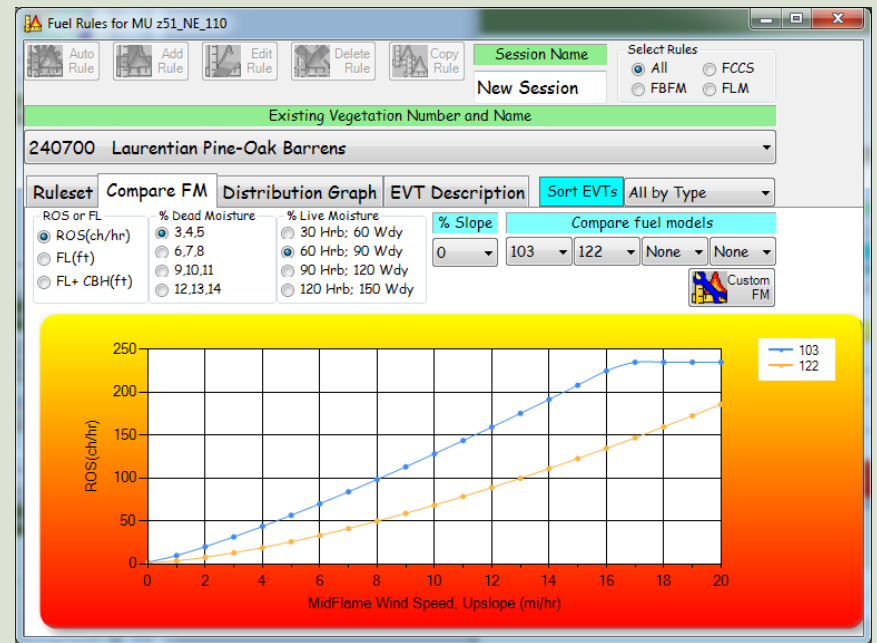 Fuel Rules for MU z51_NE_110
Auto Rule
Add Rule
Edit Rule
Delete Rule
Copy Rule
Session Name
New Session
Select Rules
All
FCCS
FBFM
FLM
Existing Vegetation Number and Name
240700 Laurentian Pine-Oak Barrens
Ruleset
Compare FM
Distribution Graph
EVT Description
Sort EVTs
All by Type
ROS or FL
ROS(ch/hr)
FL(ft)
FL+ CBH(ft)
% Dead Moisture
3,4,5
6,7,8
9,10,11
12,13,14
% Live Moisture
30 Hrb; 60 Wdy
60 Hrb; 90 Wdy
90 Hrb; 120 Wdy
120 Hrb; 150 Wdy
% Slope
0
Compare fuel models
103
122
None
None
Custom FM
250
200
150
100
50
0
ROS(ch/hr)
0 2 4 6 8 10 12 14 16 18 20
MidFlame Wind Speed, Upslope (mi/hr)
103
122